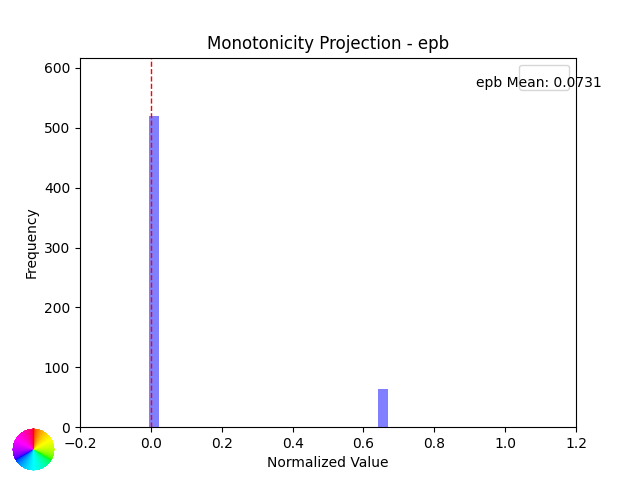 Monotonicity Projection - epb
epb Mean: 0.0731
600
500
400
300
200
100
0
Frequency
−0.2 0.0 0.2 0.4 0.6 0.8 1.0 1.2
Normalized Value